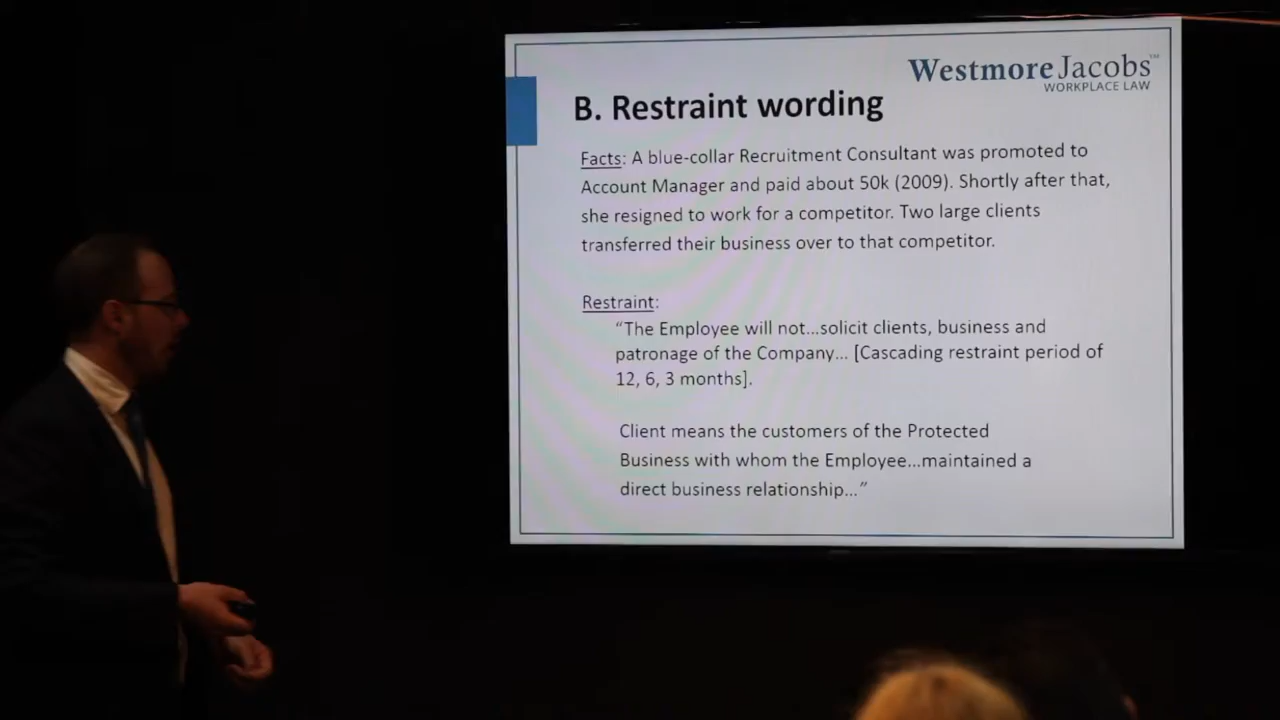 Westmore Jacobs™
WORKPLACE LAW
B. Restraint wording
Facts: A blue-collar Recruitment Consultant was promoted to
Account Manager and paid about 50k (2009). Shortly after that,
she resigned to work for a competitor. Two large clients
transferred their business over to that competitor.
Restraint:
“The Employee will not…solicit clients, business and
patronage of the Company… [Cascading restraint period of
12, 6, 3 months].
Client means the customers of the Protected
Business with whom the Employee…maintained a
direct business relationship…”